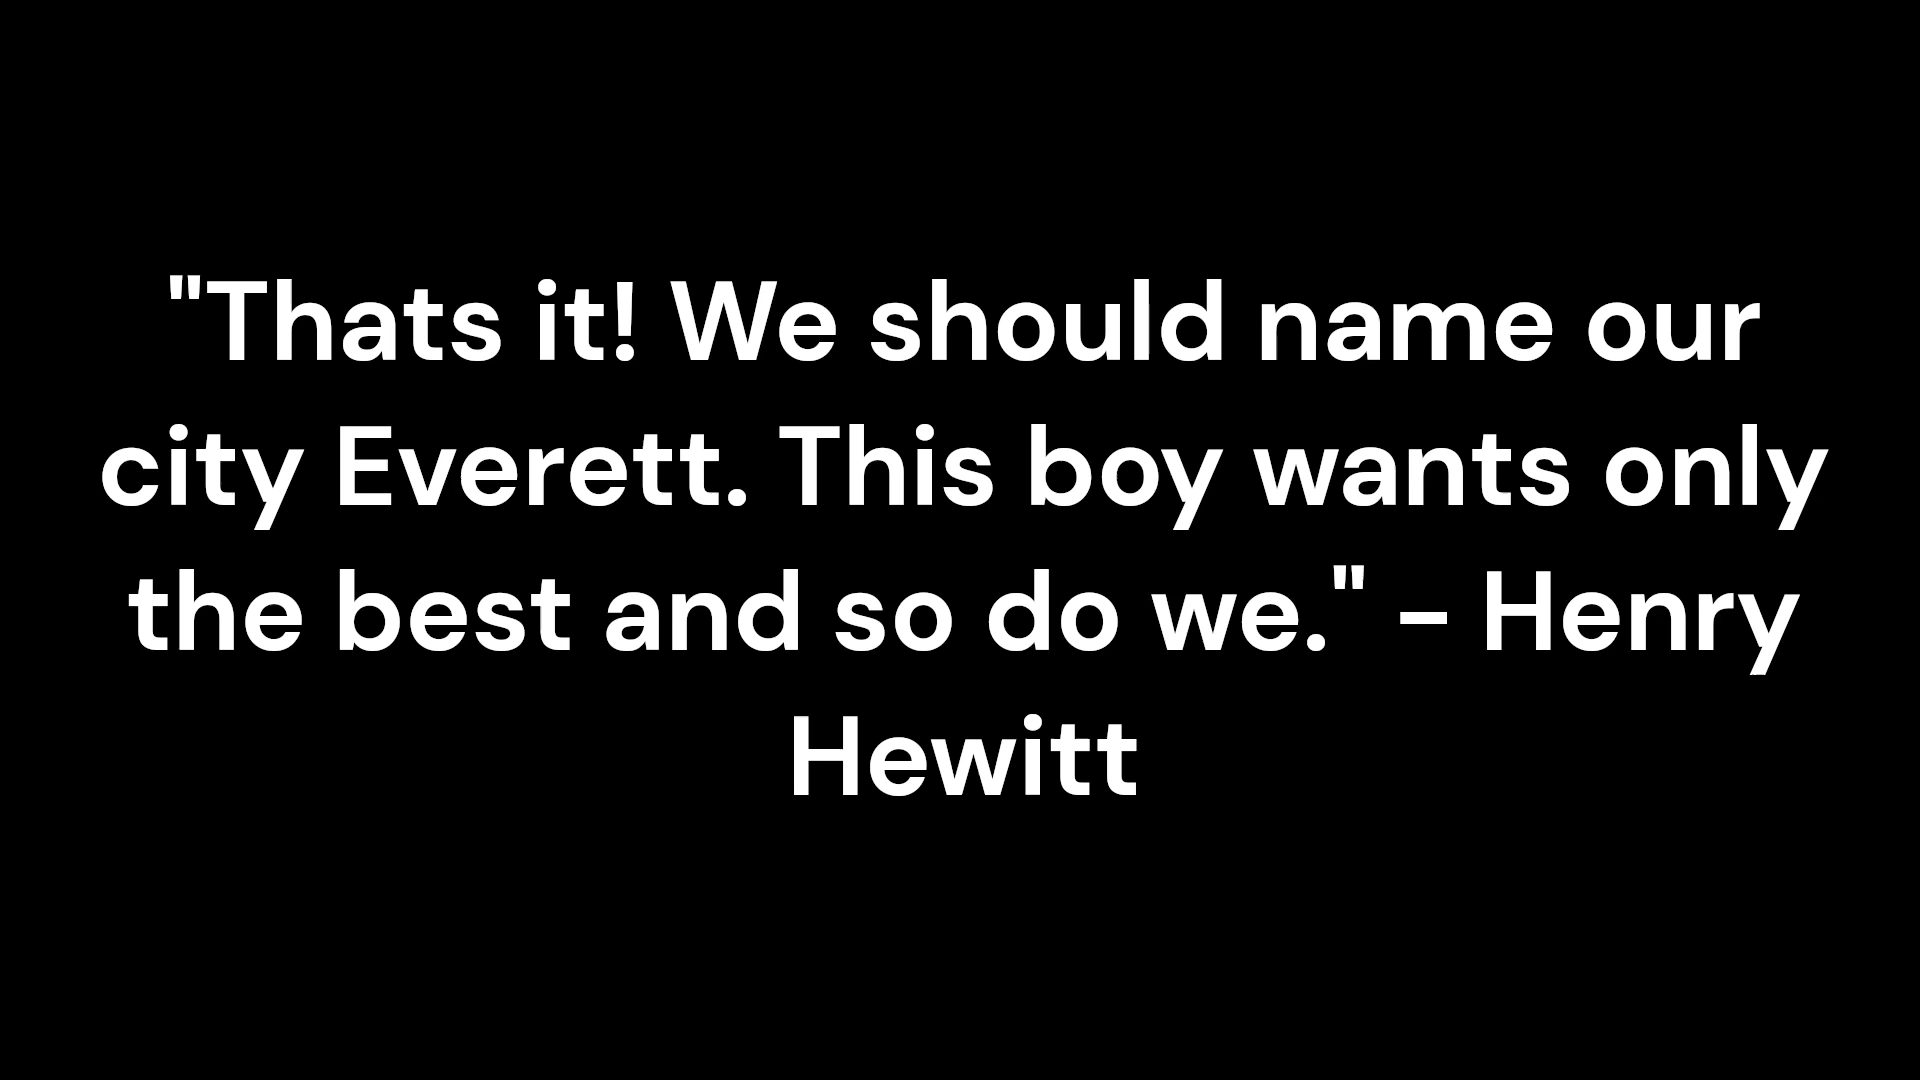 "Thats it! We should name our
city Everett. This boy wants only
the best and so do we." - Henry
Hewitt